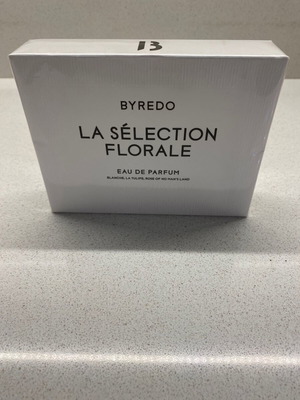 13
BYREDO
LA SÉLECTION
FLORALE
EAU DE PARFUM
BLANCHE, LA TULIPE, ROSE OF NO MAN'S LAND